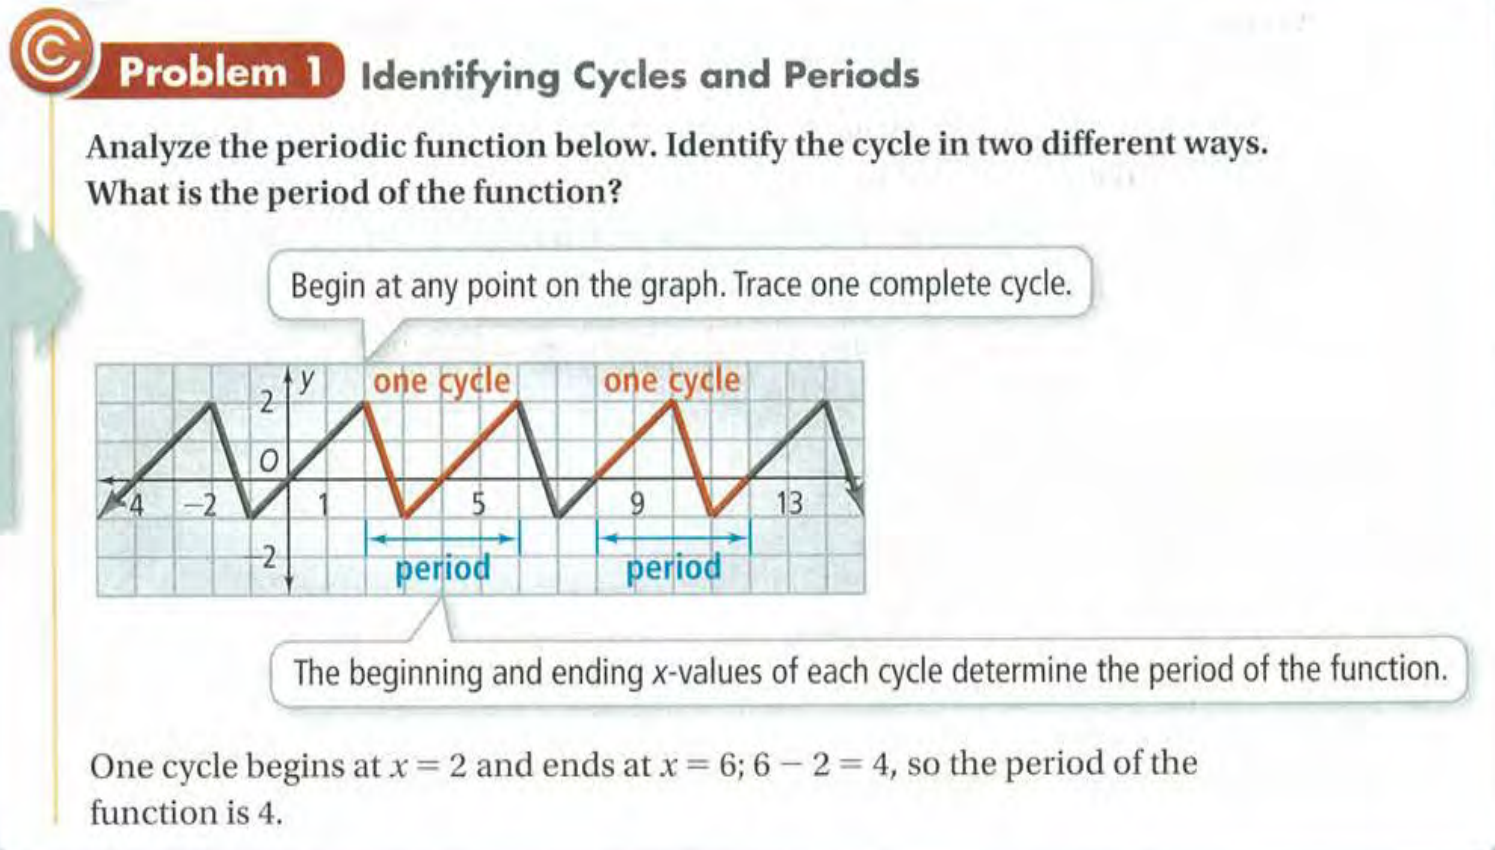 © Problem 1 Identifying Cycles and Periods
Analyze the periodic function below. Identify the cycle in two different ways.
What is the period of the function?
Begin at any point on the graph. Trace one complete cycle.
y one cycle one cycle
2
O
-4 -2 1 5 9 13
-2
period period
The beginning and ending x-values of each cycle determine the period of the function.
One cycle begins at x = 2 and ends at x = 6; 6 − 2 = 4, so the period of the
function is 4.